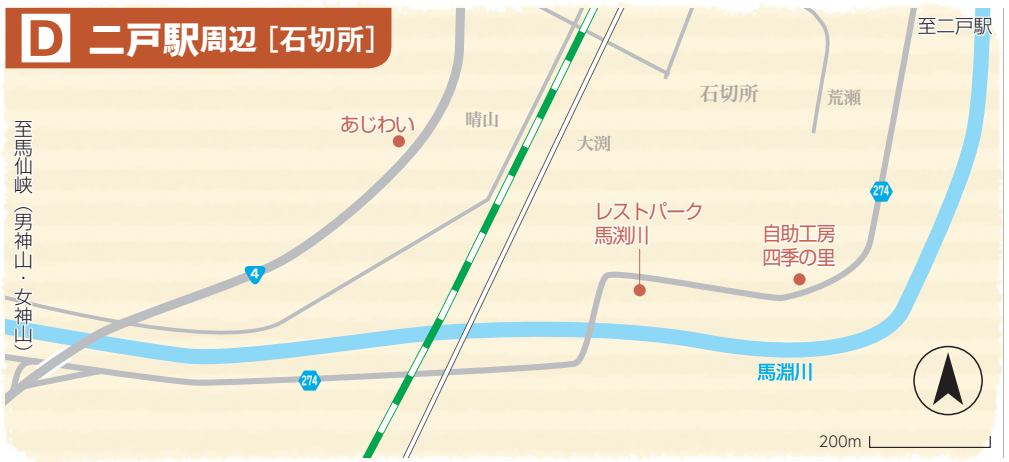 D 二戸駅周辺［石切所］
至二戸駅
石切所
荒瀬
晴山
あじわい
大渕
至馬仙峡（男神山・女神山）
274
レストパーク
馬渕川
自助工房
四季の里
4
馬淵川
274
200m